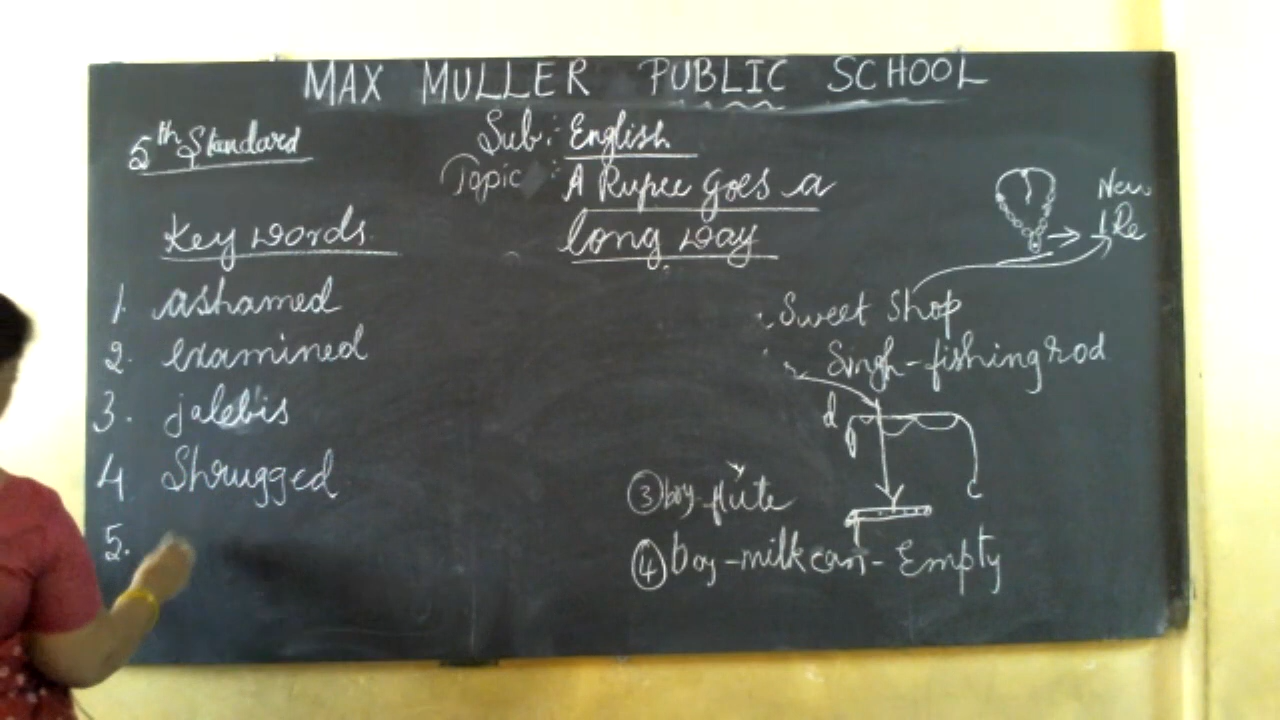 MAX MULLER PUBLIC SCHOOL
5th Standard
Sub: English
Topic: A Rupee Goes a
long way
Key words
1. ashamed
2. examined
3. jalebis
4 Shrugged
5.
New
1 Re
Sweet Shop
Singh-fishing rod
③ boy-flute
④ boy-milk can-Empty